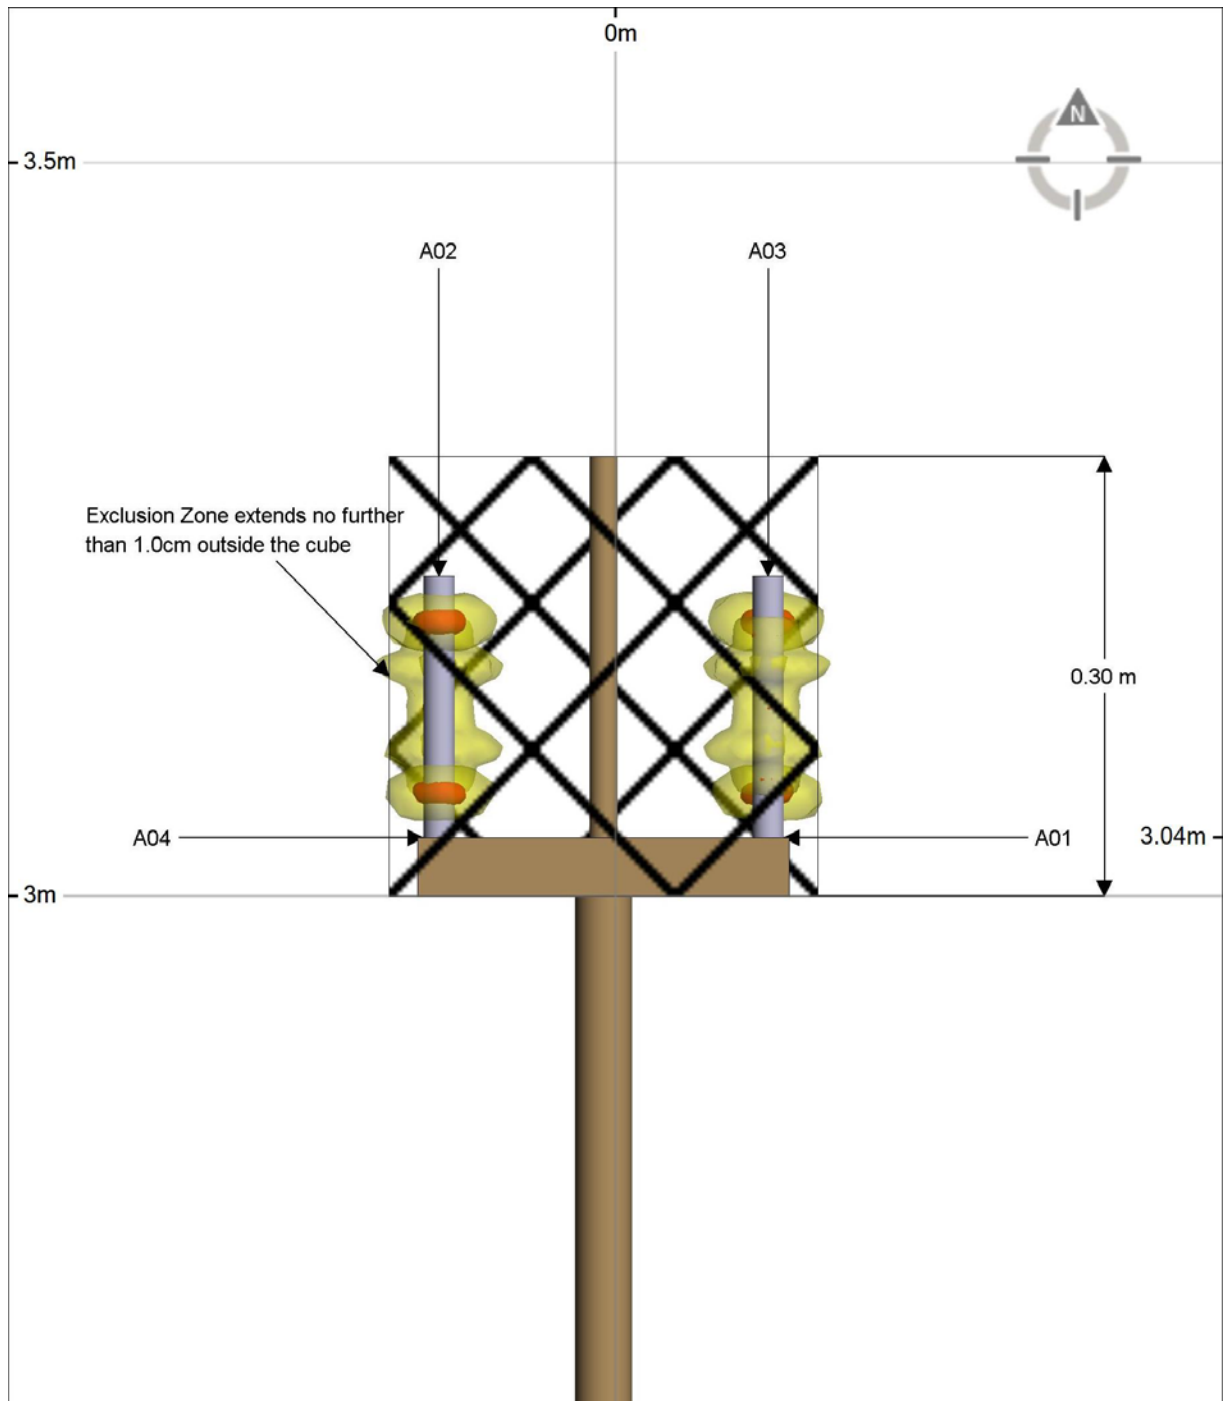 0m
N
3.5m
A02
A03
Exclusion Zone extends no further
than 1.0cm outside the cube
0.30 m
A04
A01
3.04m
3m